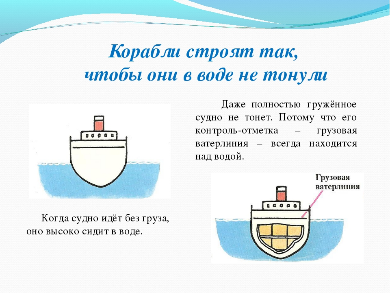 Корабли строят так,
чтобы они в воде не тонули
Даже полностью гружённое
судно не тонет. Потому что его
контроль-отметка – грузовая
ватерлиния – всегда находится
над водой.
Грузовая
ватерлиния
Когда судно идёт без груза,
оно высоко сидит в воде.